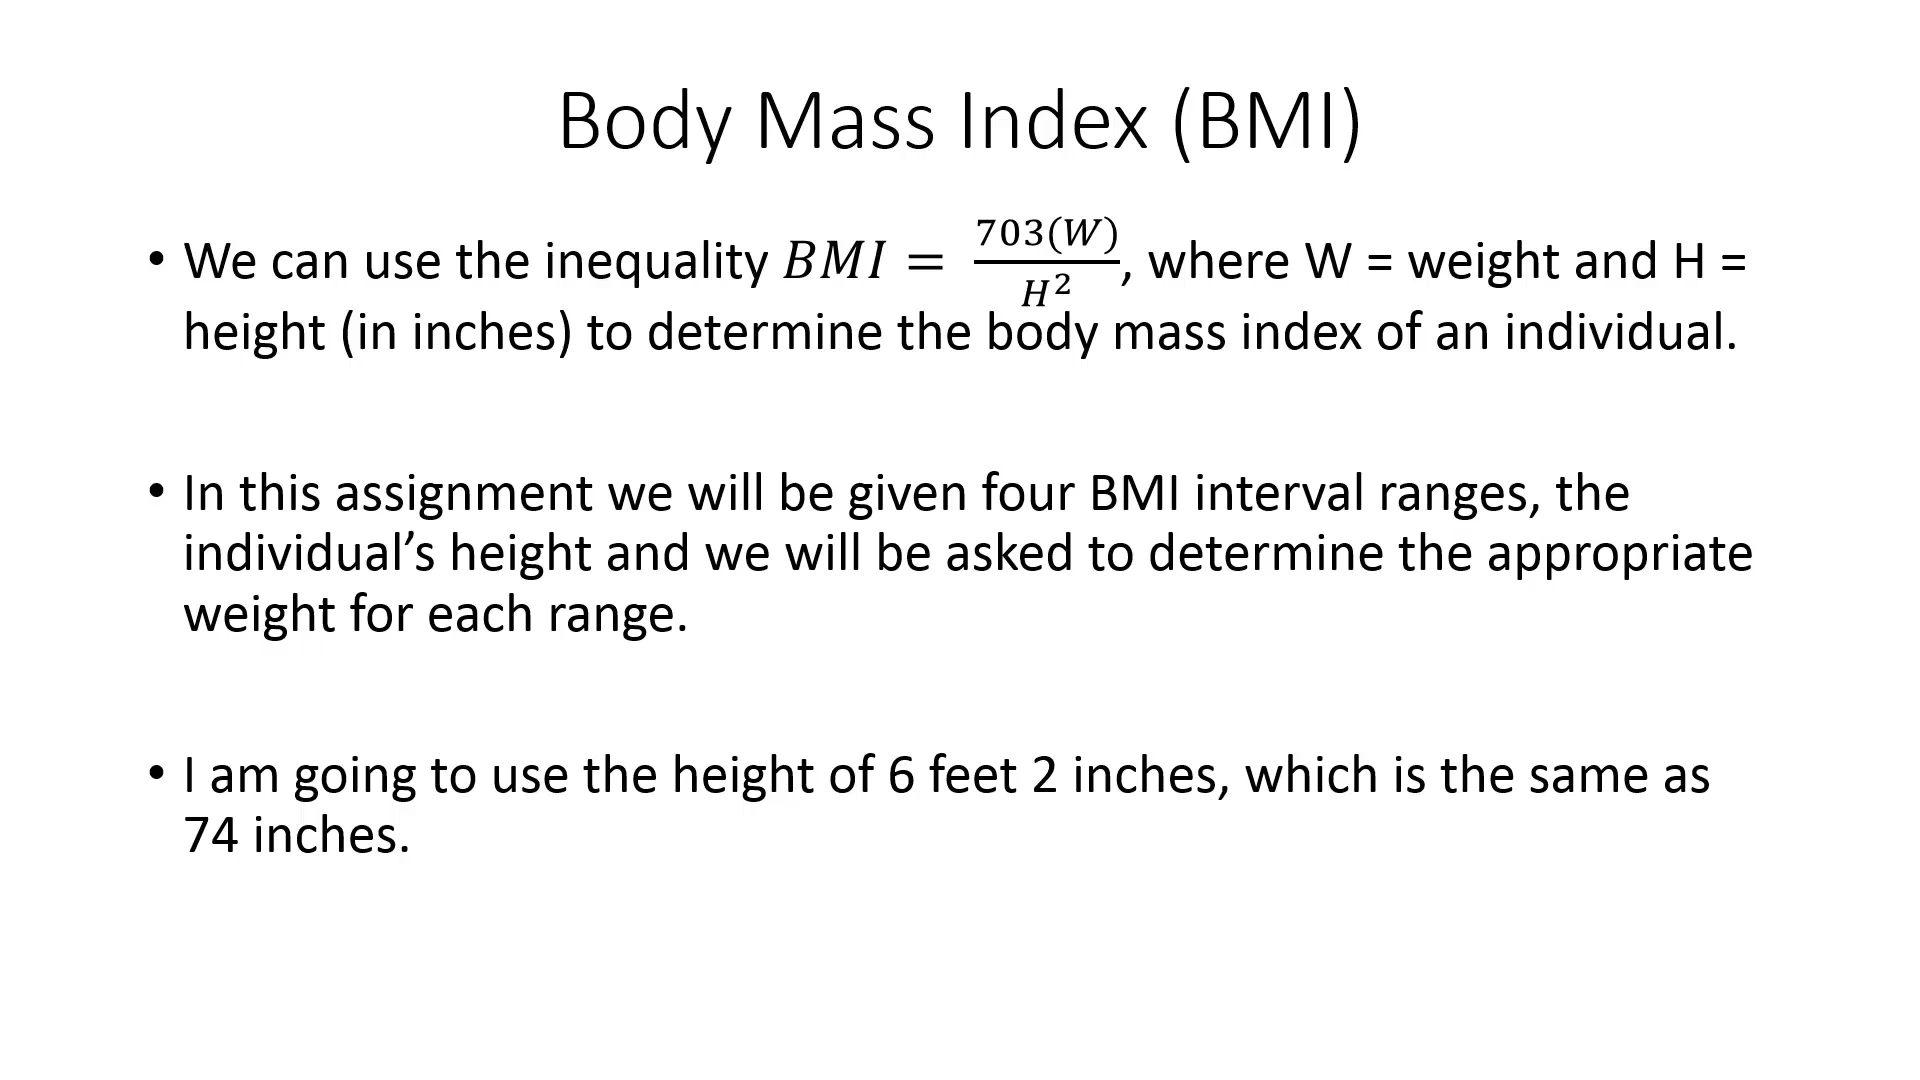 Body Mass Index (BMI)
• We can use the inequality BMI = 703(W)/H², where W = weight and H =
height (in inches) to determine the body mass index of an individual.
• In this assignment we will be given four BMI interval ranges, the
individual’s height and we will be asked to determine the appropriate
weight for each range.
• I am going to use the height of 6 feet 2 inches, which is the same as
74 inches.